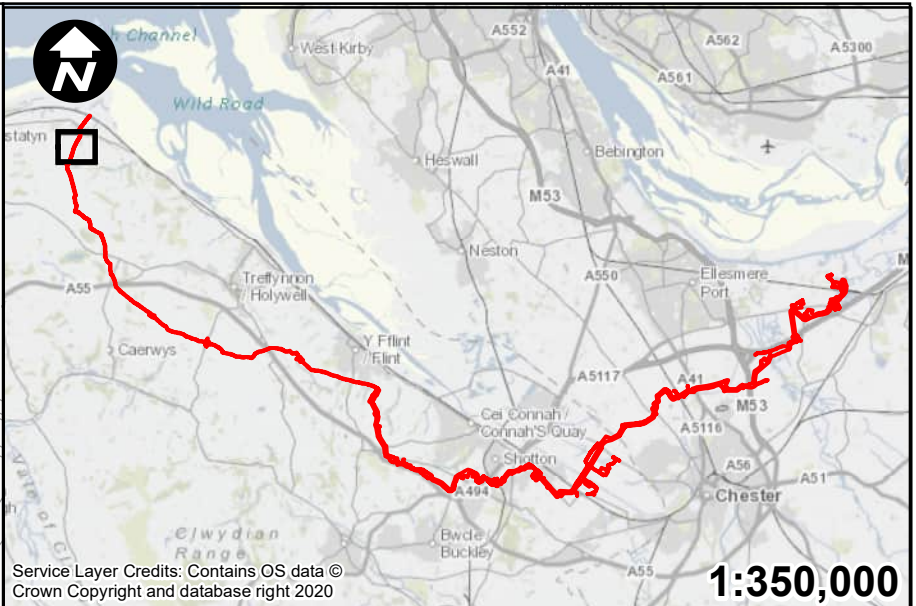 A552
A562
A5300
h Channel
West Kirby
A41
A561
N
Wild Road
statyn
Heswall
Bebington
M53
Neston
A550
Ellesmere
Port
Treffynnon
/ Holywell
A55
Caerwys
Y Fflint
/ Flint
A5117
A41
M53
Cei Connah /
Connah'S Quay
A5116
Shotton
A56
A51
A494
Chester
Clwydian
Range
Bwcle
Buckley
A55
Service Layer Credits: Contains OS data ©
Crown Copyright and database right 2020
1:350,000